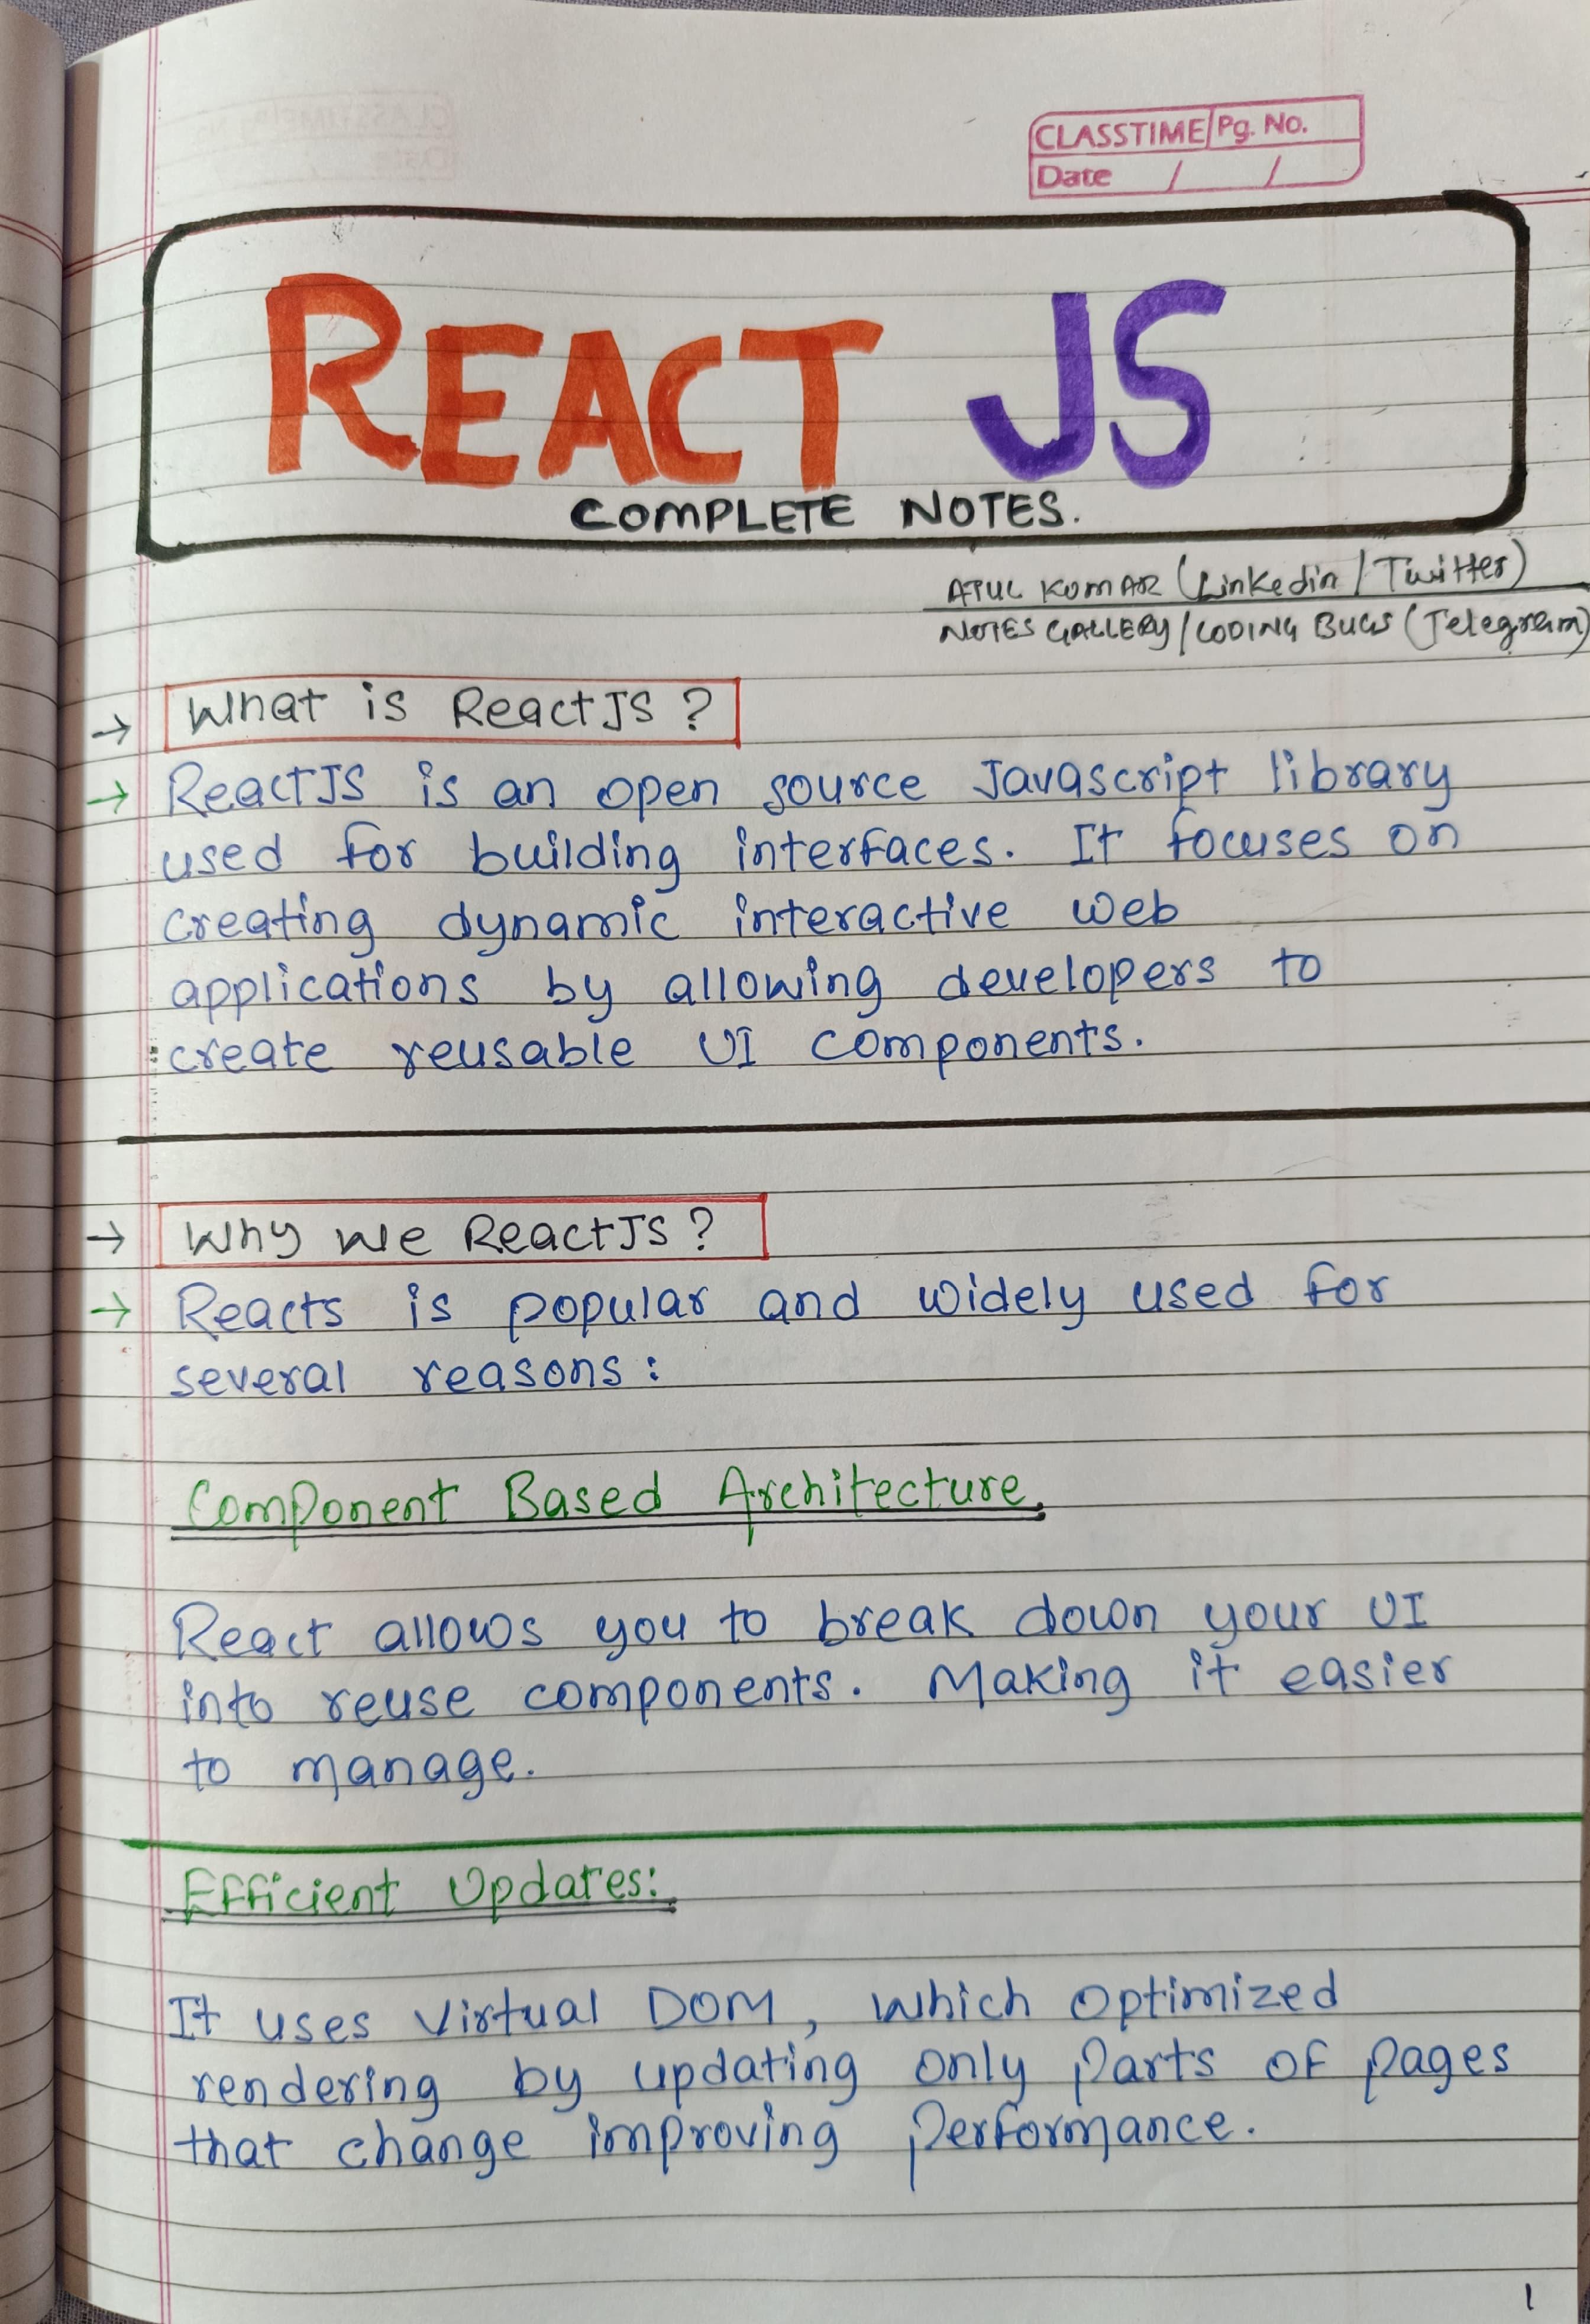 CLASSTIME Pg. No.
Date / /
REACT JS
COMPLETE NOTES.
ATUL KUMAR (Linkedin / Twitter)
NOTES GALLERY / CODING BUGS (Telegram)
→ What is ReactJS ?
→ ReactJS is an open source Javascript library
used for building interfaces. It focuses on
creating dynamic interactive web
applications by allowing developers to
create reusable UI components.
→ Why We ReactJS ?
→ Reacts is popular and widely used for
several reasons :
Component Based Architecture.
React allows you to break down your UI
into reuse components. Making it easier
to manage.
Efficient Updates:
It uses Virtual DOM, which Optimized
rendering by updating only parts of pages
that change improving performance.
1